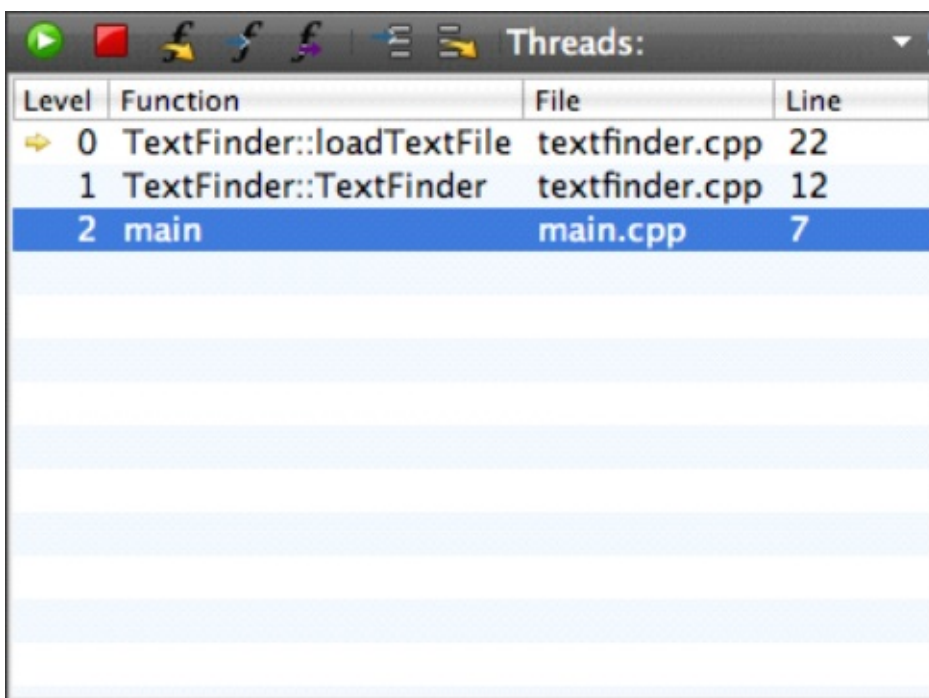 Threads:
Level Function File Line
0 TextFinder::loadTextFile textfinder.cpp 22
1 TextFinder::TextFinder textfinder.cpp 12
2 main main.cpp 7